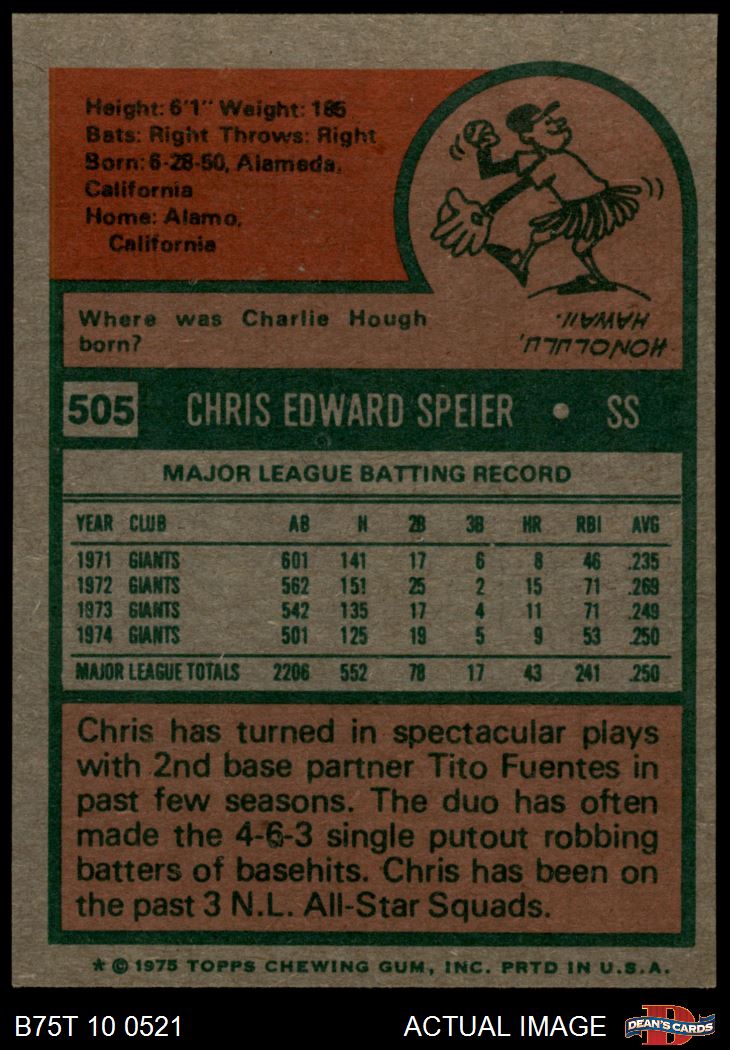 Height: 6'1" Weight: 185
Bats: Right Throws: Right
Born: 6-28-50, Alameda,
California
Home: Alamo,
California
Where was Charlie Hough
born?
HONOLULU,
HAWAII.
505 CHRIS EDWARD SPEIER • SS
MAJOR LEAGUE BATTING RECORD
YEAR CLUB AB H 2B 3B HR RBI AVG
1971 GIANTS 601 141 17 6 8 46 .235
1972 GIANTS 562 151 25 2 15 71 .269
1973 GIANTS 542 135 17 4 11 71 .249
1974 GIANTS 501 125 19 5 9 53 .250
MAJOR LEAGUE TOTALS 2206 552 78 17 43 241 .250
Chris has turned in spectacular plays
with 2nd base partner Tito Fuentes in
past few seasons. The duo has often
made the 4-6-3 single putout robbing
batters of basehits. Chris has been on
the past 3 N.L. All-Star Squads.
* © 1975 TOPPS CHEWING GUM, INC. PRTD IN U.S.A.
B75T 10 0521 ACTUAL IMAGE D DEAN'S CARDS